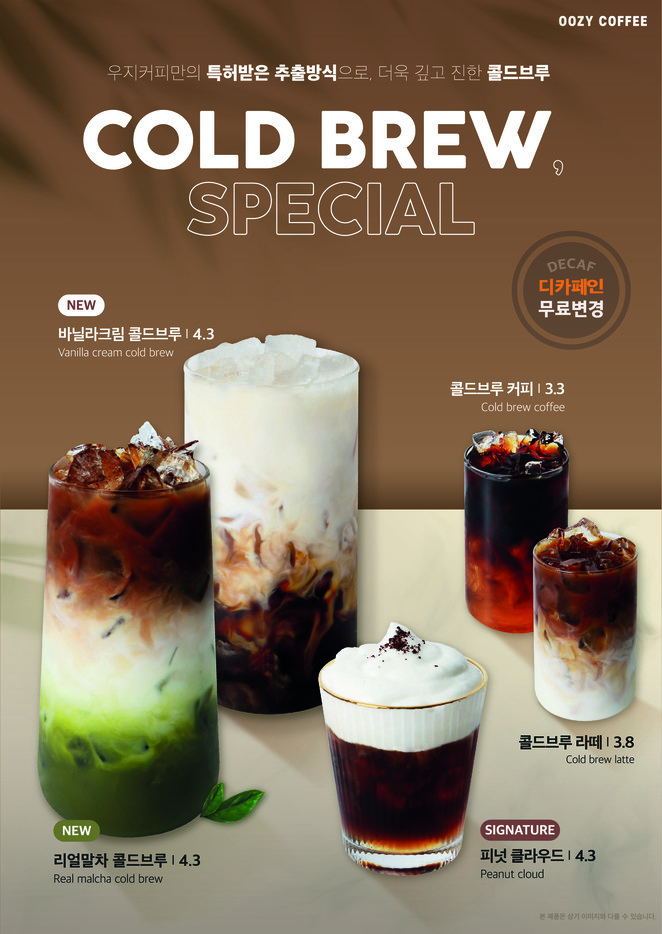 OOZY COFFEE
우지커피만의 특허받은 추출방식으로, 더욱 깊고 진한 콜드브루
COLD BREW,
SPECIAL
DECAF
디카페인
무료변경
NEW
바닐라크림 콜드브루 | 4.3
Vanilla cream cold brew
콜드브루 커피 | 3.3
Cold brew coffee
콜드브루 라떼 | 3.8
Cold brew latte
NEW
리얼말차 콜드브루 | 4.3
Real matcha cold brew
SIGNATURE
피넛 클라우드 | 4.3
Peanut cloud
본 제품은 상기 이미지와 다를 수 있습니다.